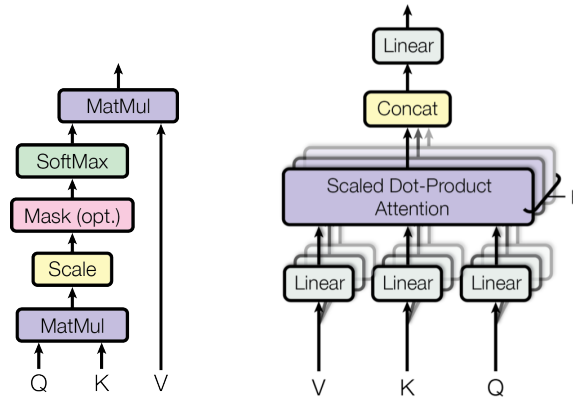 MatMul
SoftMax
Mask (opt.)
Scale
MatMul
Q K V
Linear
Concat
Scaled Dot-Product
Attention
Linear Linear Linear
V K Q